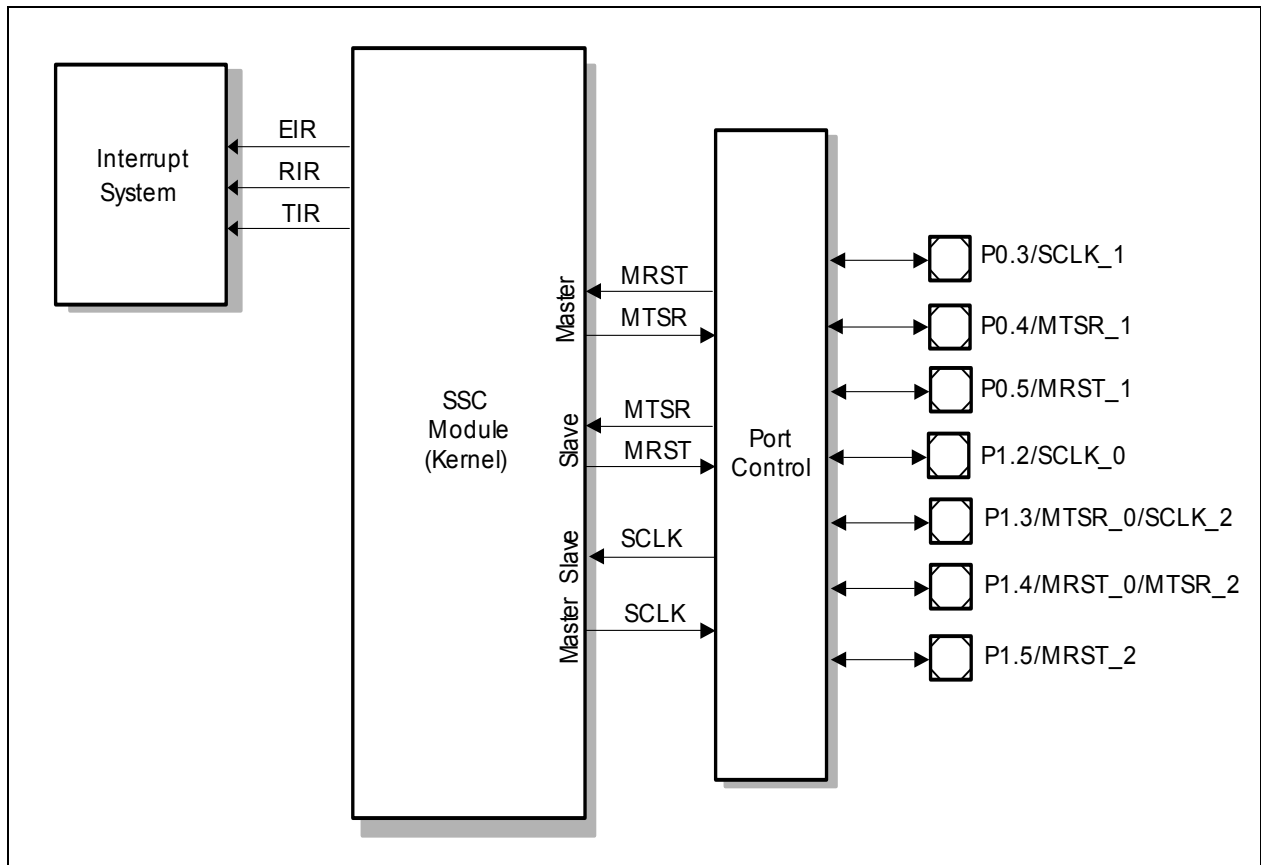 Interrupt
System
EIR
RIR
TIR
SSC
Module
(Kernel)
Master
MRST
MTSR
Slave
MTSR
MRST
Slave
SCLK
Master
SCLK
Port
Control
P0.3/SCLK_1
P0.4/MTSR_1
P0.5/MRST_1
P1.2/SCLK_0
P1.3/MTSR_0/SCLK_2
P1.4/MRST_0/MTSR_2
P1.5/MRST_2